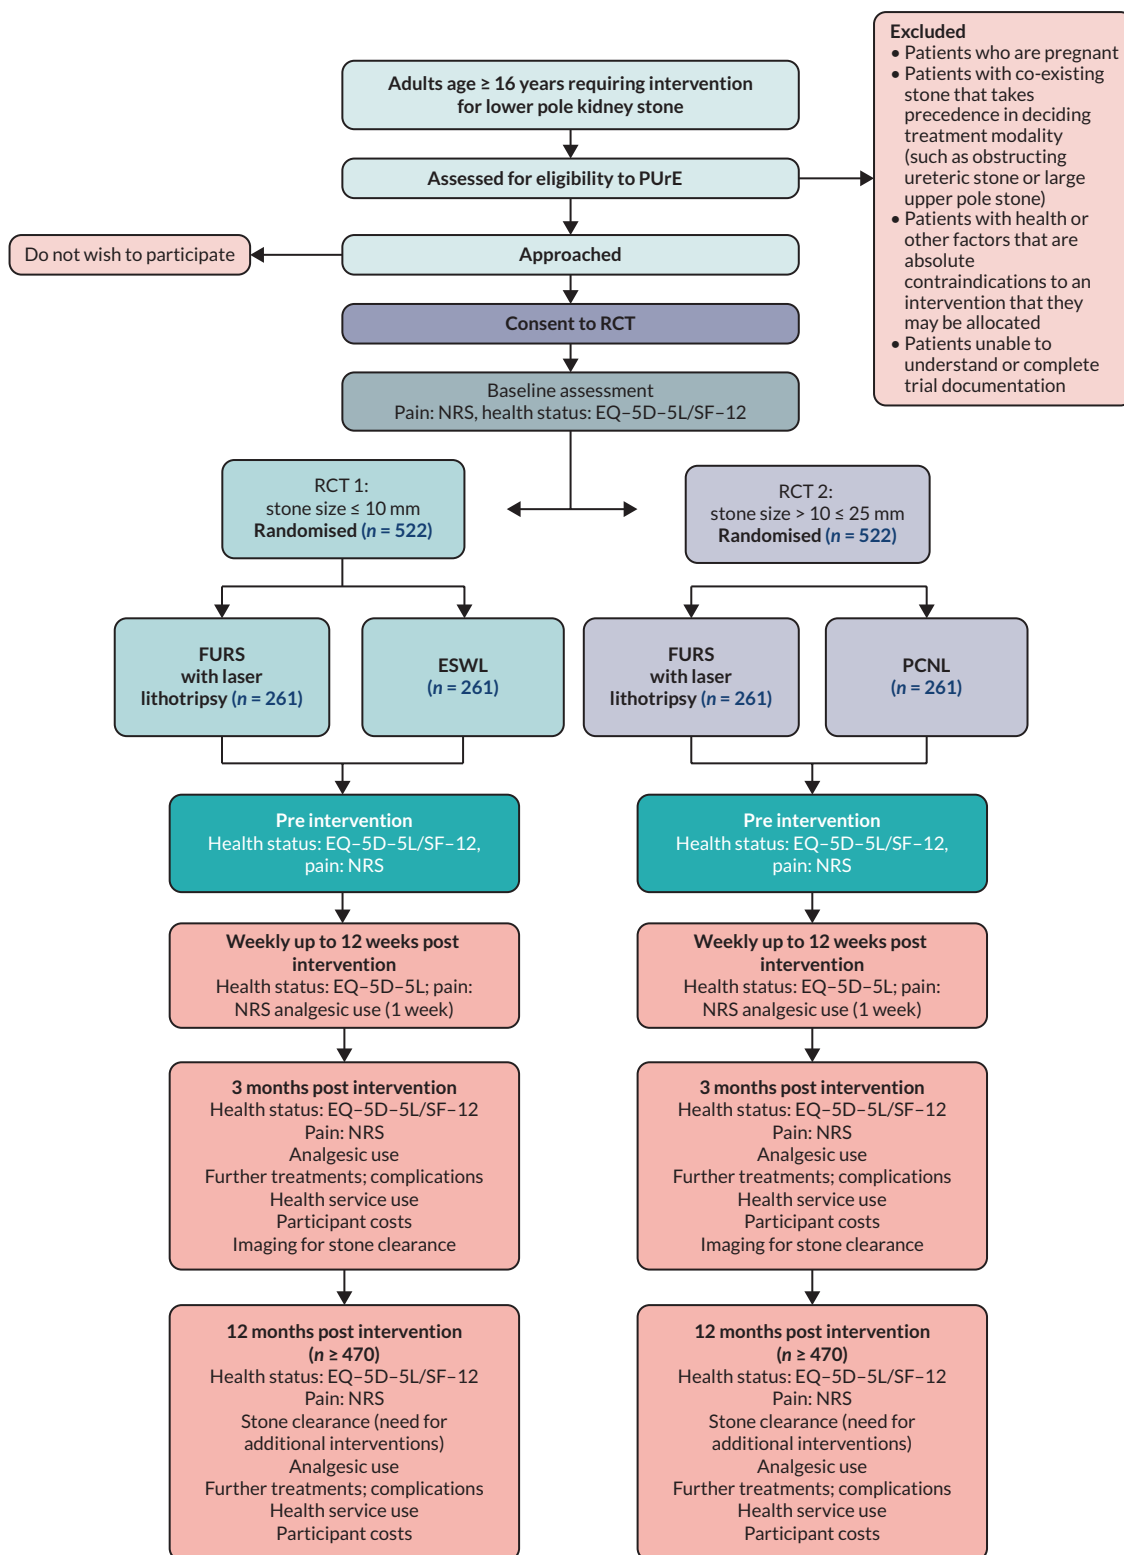 Adults age ≥ 16 years requiring intervention
for lower pole kidney stone
Assessed for eligibility to PUrE
Excluded
• Patients who are pregnant
• Patients with co-existing
stone that takes
precedence in deciding
treatment modality
(such as obstructing
ureteric stone or large
upper pole stone)
• Patients with health or
other factors that are
absolute
contraindications to an
intervention that they
may be allocated
• Patients unable to
understand or complete
trial documentation
Approached
Do not wish to participate
Consent to RCT
Baseline assessment
Pain: NRS, health status: EQ–5D–5L/SF–12
RCT 1:
stone size ≤ 10 mm
Randomised (n = 522)
RCT 2:
stone size > 10 ≤ 25 mm
Randomised (n = 522)
FURS
with laser
lithotripsy (n = 261)
ESWL
(n = 261)
FURS
with laser
lithotripsy (n = 261)
PCNL
(n = 261)
Pre intervention
Health status: EQ–5D–5L/SF–12,
pain: NRS
Pre intervention
Health status: EQ–5D–5L/SF–12,
pain: NRS
Weekly up to 12 weeks post
intervention
Health status: EQ–5D–5L; pain:
NRS analgesic use (1 week)
Weekly up to 12 weeks post
intervention
Health status: EQ–5D–5L; pain:
NRS analgesic use (1 week)
3 months post intervention
Health status: EQ–5D–5L/SF–12
Pain: NRS
Analgesic use
Further treatments; complications
Health service use
Participant costs
Imaging for stone clearance
3 months post intervention
Health status: EQ–5D–5L/SF–12
Pain: NRS
Analgesic use
Further treatments; complications
Health service use
Participant costs
Imaging for stone clearance
12 months post intervention
(n ≥ 470)
Health status: EQ–5D–5L/SF–12
Pain: NRS
Stone clearance (need for
additional interventions)
Analgesic use
Further treatments; complications
Health service use
Participant costs
12 months post intervention
(n ≥ 470)
Health status: EQ–5D–5L/SF–12
Pain: NRS
Stone clearance (need for
additional interventions)
Analgesic use
Further treatments; complications
Health service use
Participant costs